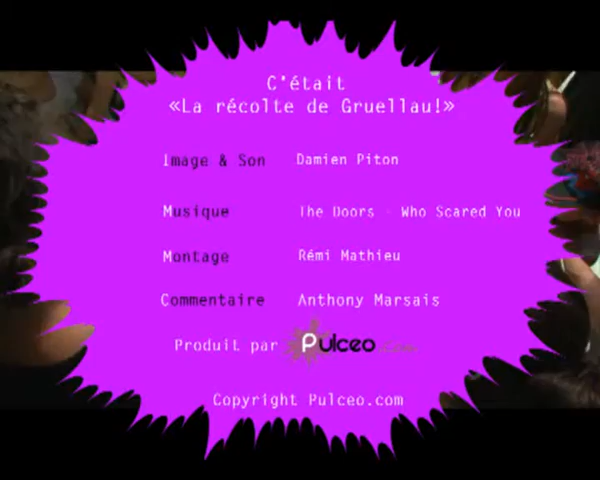 C'était
«La récolte de Gruellau!»
Image & Son Damien Piton
Musique The Doors - Who Scared You
Montage Rémi Mathieu
Commentaire Anthony Marsais
Produit par Pulceo.com
Copyright Pulceo.com